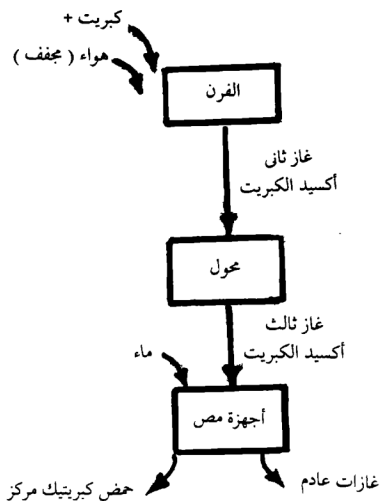 كبريت +
هواء ( مجفف )
الفرن
غاز ثانى
أكسيد الكبريت
محول
غاز ثالث
أكسيد الكبريت
ماء
أجهزة مص
غازات عادم
حمض كبريتيك مركز